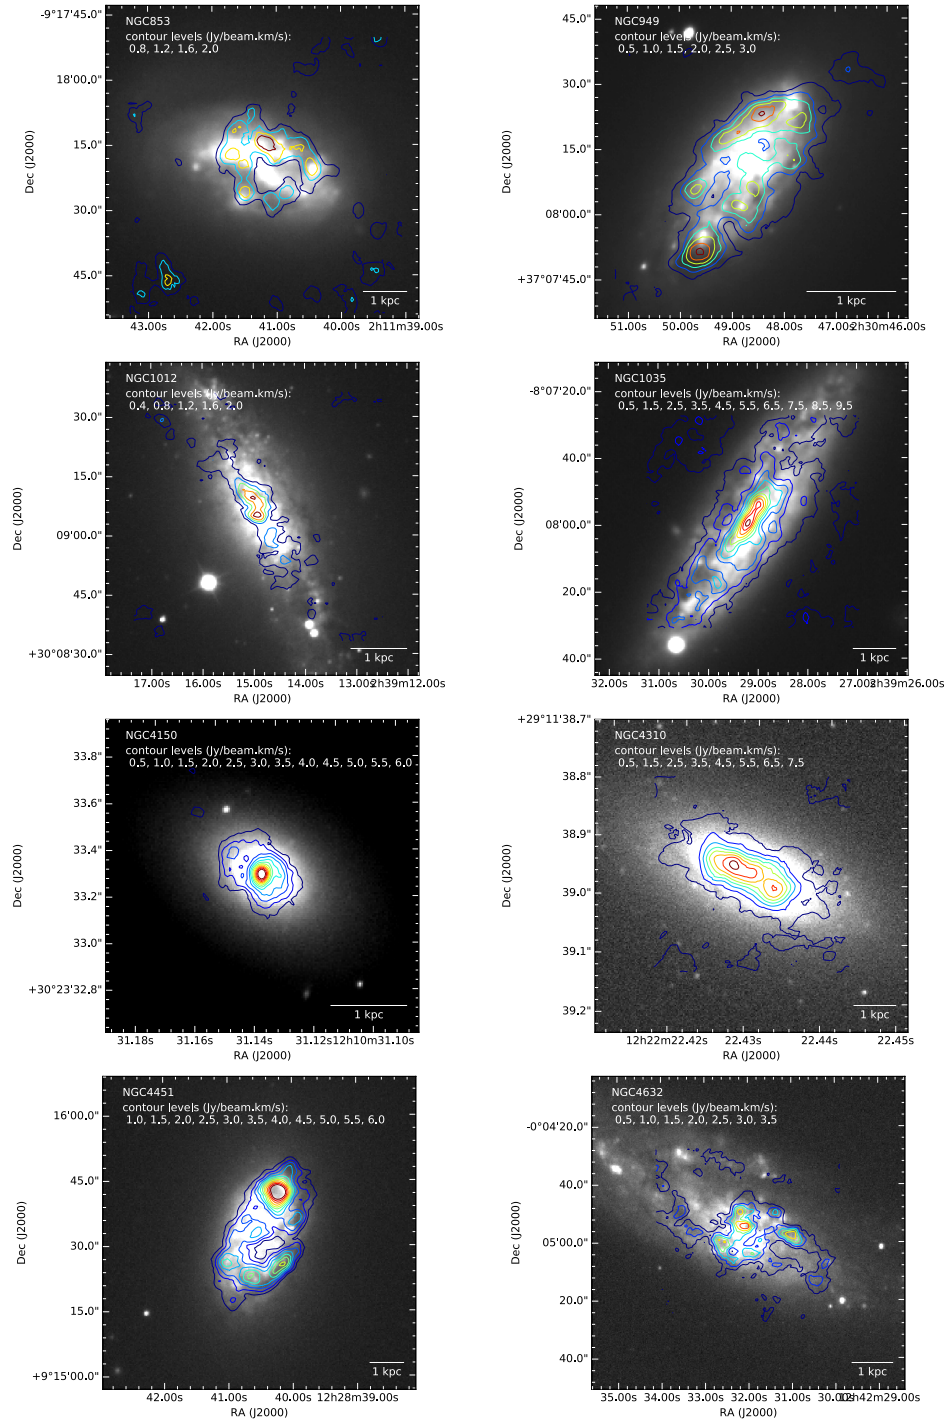 NGC853
contour levels (Jy/beam.km/s):
0.8, 1.2, 1.6, 2.0
-9°17'45"
18'00.0"
15.0"
30.0"
45.0"
Dec (J2000)
1 kpc
43.00s 42.00s 41.00s 40.00s 2h11m39.00s
RA (J2000)
NGC949
contour levels (Jy/beam.km/s):
0.5, 1.0, 1.5, 2.0, 2.5, 3.0
45.0"
30.0"
15.0"
08'00.0"
+37°07'45"
Dec (J2000)
1 kpc
51.00s 50.00s 49.00s 48.00s 47.00s 2h30m46.00s
RA (J2000)
NGC1012
contour levels (Jy/beam.km/s):
0.4, 0.8, 1.2, 1.6, 2.0
30.0"
15.0"
09'00.0"
45.0"
+30°08'30"
Dec (J2000)
1 kpc
17.00s 16.00s 15.00s 14.00s 13.00s 2h39m12.00s
RA (J2000)
NGC1035
contour levels (Jy/beam.km/s):
0.5, 1.5, 2.5, 3.5, 4.5, 5.5, 6.5, 7.5, 8.5, 9.5
-8°07'20"
40.0"
08'00.0"
20.0"
40.0"
Dec (J2000)
1 kpc
32.00s 31.00s 30.00s 29.00s 28.00s 27.00s 2h39m26.00s
RA (J2000)
NGC4150
contour levels (Jy/beam.km/s):
0.5, 1.0, 1.5, 2.0, 2.5, 3.0, 3.5, 4.0, 4.5, 5.0, 5.5, 6.0
33.8"
33.6"
33.4"
33.2"
33.0"
+30°23'32.8"
Dec (J2000)
1 kpc
31.18s 31.16s 31.14s 31.12s 12h10m31.10s
RA (J2000)
NGC4310
contour levels (Jy/beam.km/s):
0.5, 1.5, 2.5, 3.5, 4.5, 5.5, 6.5, 7.5
+29°11'38.7"
38.8"
38.9"
39.0"
39.1"
39.2"
Dec (J2000)
1 kpc
12h22m22.42s 22.43s 22.44s 22.45s
RA (J2000)
NGC4451
contour levels (Jy/beam.km/s):
1.0, 1.5, 2.0, 2.5, 3.0, 3.5, 4.0, 4.5, 5.0, 5.5, 6.0
16'00.0"
45.0"
30.0"
15.0"
+9°15'00"
Dec (J2000)
1 kpc
42.00s 41.00s 40.00s 12h28m39.00s
RA (J2000)
NGC4632
contour levels (Jy/beam.km/s):
0.5, 1.0, 1.5, 2.0, 2.5, 3.0, 3.5
-0°04'20"
40.0"
05'00.0"
20.0"
40.0"
Dec (J2000)
1 kpc
35.00s 34.00s 33.00s 32.00s 31.00s 30.00s 12h42m29.00s
RA (J2000)